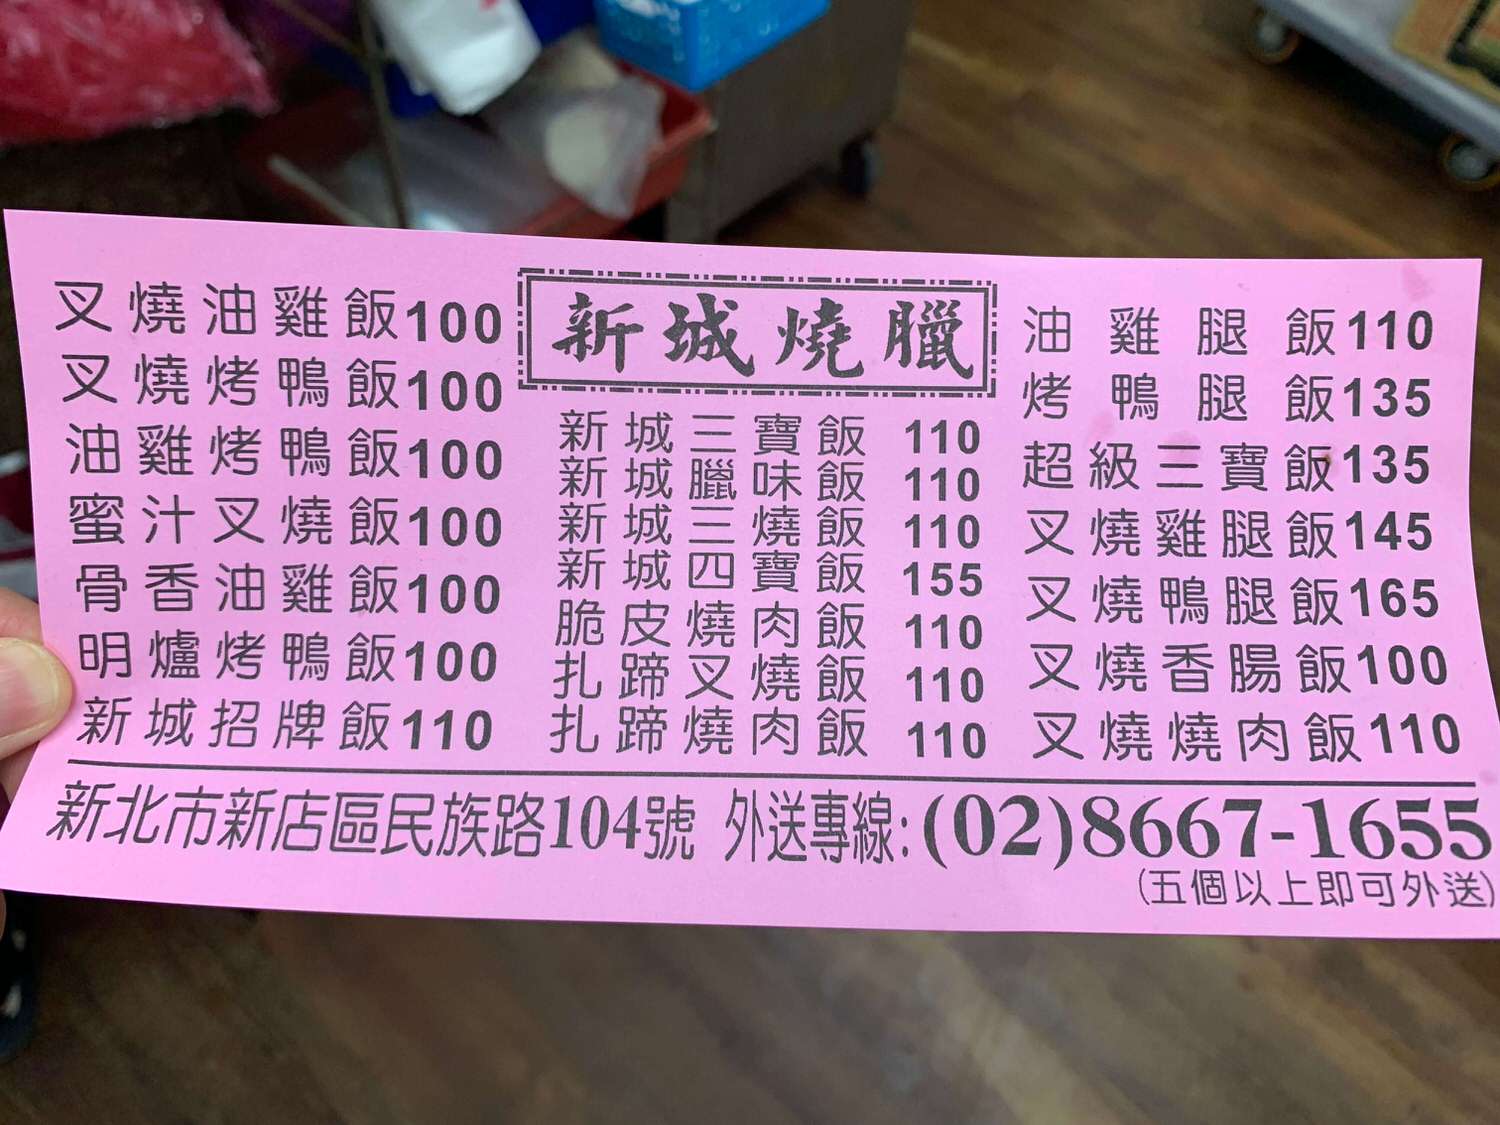 新城燒臘
叉燒油雞飯100
叉燒烤鴨飯100
油雞烤鴨飯100
蜜汁叉燒飯100
骨香油雞飯100
明爐烤鴨飯100
新城招牌飯110
新城三寶飯 110
新城臘味飯 110
新城三燒飯 110
新城四寶飯 155
脆皮燒肉飯 110
扎蹄叉燒飯 110
扎蹄燒肉飯 110
油雞腿飯110
烤鴨腿飯135
超級三寶飯135
叉燒雞腿飯145
叉燒鴨腿飯165
叉燒香腸飯100
叉燒燒肉飯110
新北市新店區民族路104號 外送專線:(02)8667-1655
(五個以上即可外送)